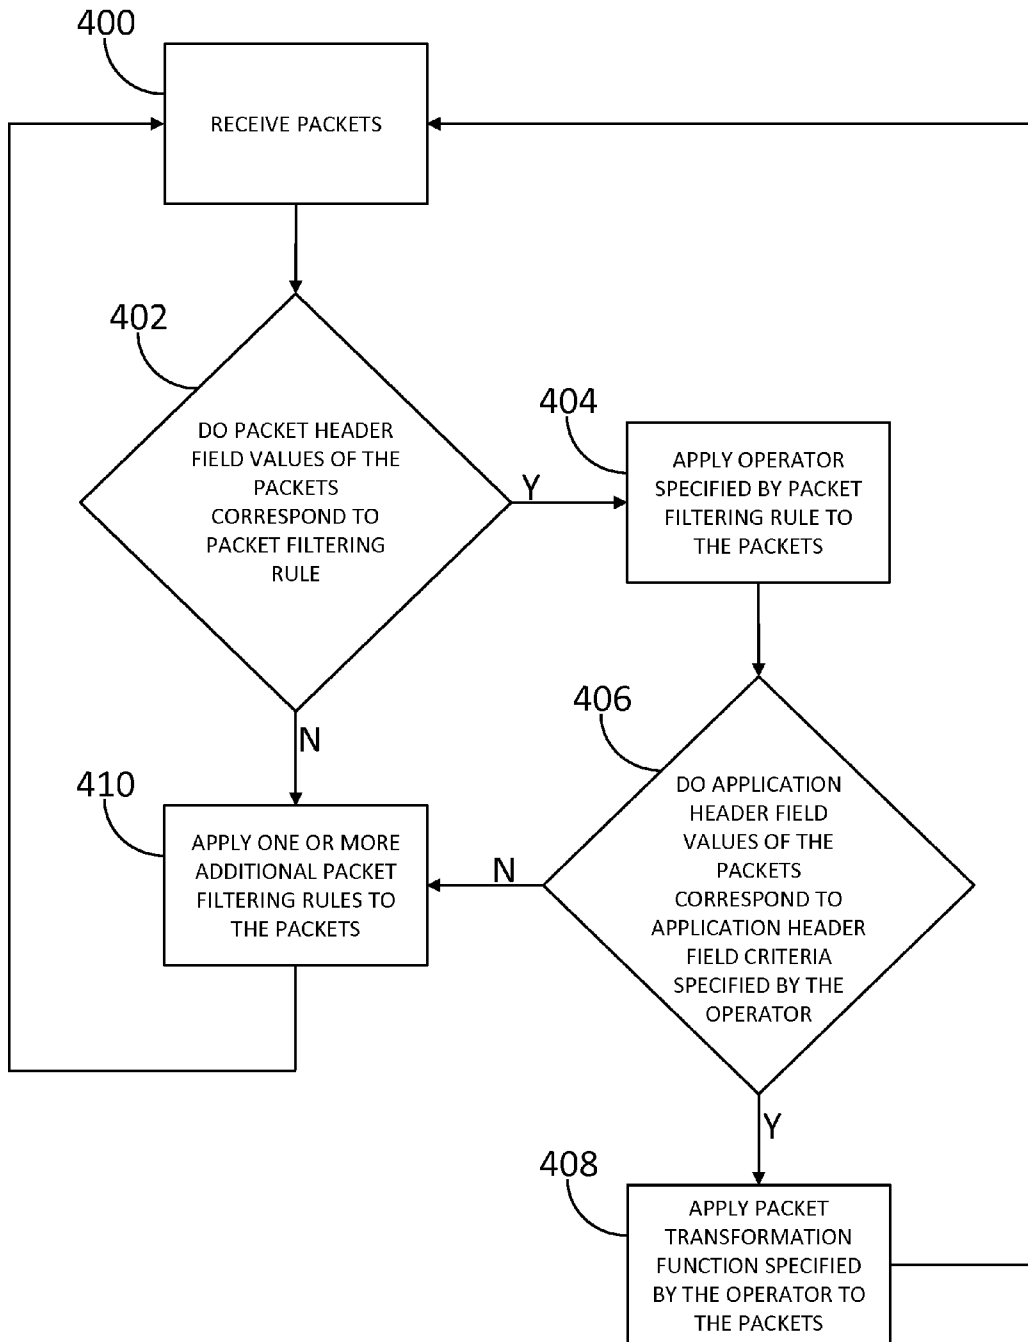 400
RECEIVE PACKETS
402
DO PACKET HEADER
FIELD VALUES OF THE
PACKETS
CORRESPOND TO
PACKET FILTERING
RULE
Y
N
404
APPLY OPERATOR
SPECIFIED BY PACKET
FILTERING RULE TO
THE PACKETS
406
DO APPLICATION
HEADER FIELD
VALUES OF THE
PACKETS
CORRESPOND TO
APPLICATION HEADER
FIELD CRITERIA
SPECIFIED BY THE
OPERATOR
N
Y
410
APPLY ONE OR MORE
ADDITIONAL PACKET
FILTERING RULES TO
THE PACKETS
408
APPLY PACKET
TRANSFORMATION
FUNCTION SPECIFIED
BY THE OPERATOR TO
THE PACKETS